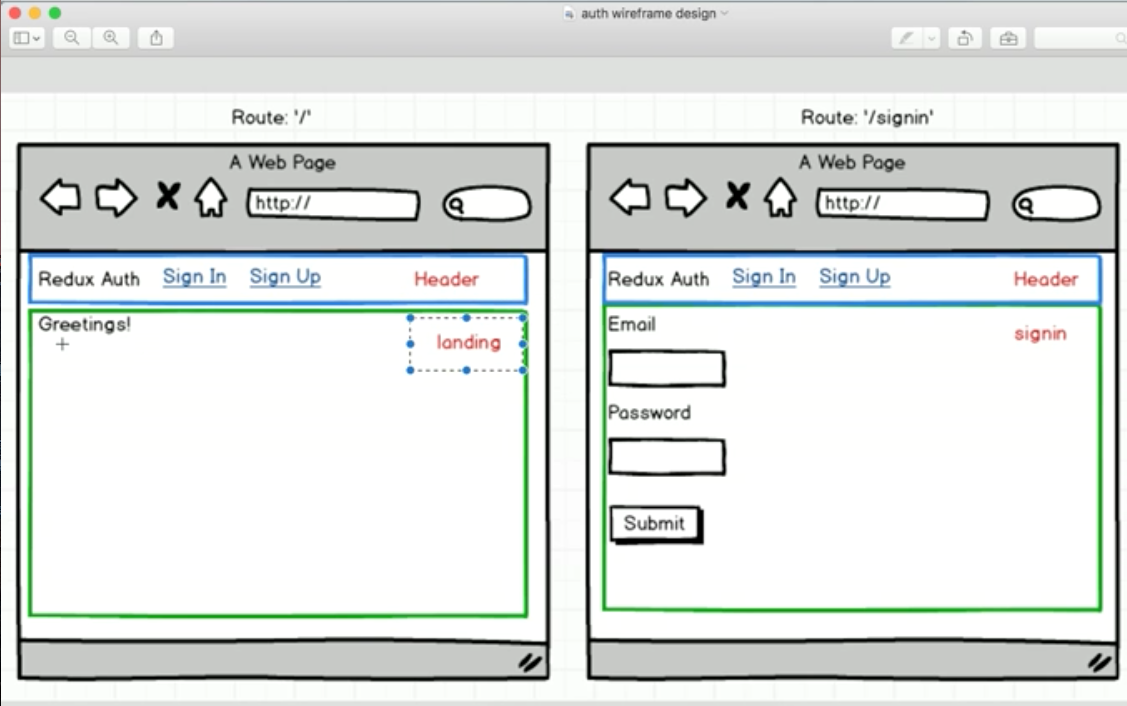 auth wireframe design
Route: '/'
A Web Page
http://
Redux Auth Sign In Sign Up Header
Greetings!
landing
Route: '/signin'
A Web Page
http://
Redux Auth Sign In Sign Up Header
Email
signin
Password
Submit